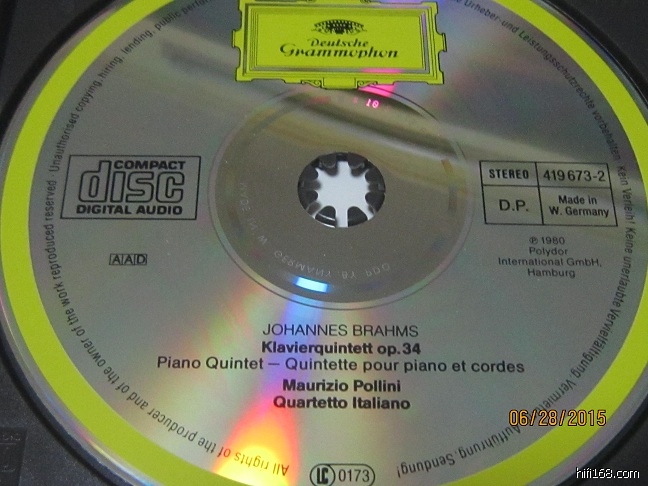 Deutsche
Grammophon
10
COMPACT
disc
DIGITAL AUDIO
STEREO
419 673-2
D.P.
Made in
W. Germany
℗ 1980
Polydor
International GmbH,
Hamburg
AAD
JOHANNES BRAHMS
Klavierquintett op. 34
Piano Quintet — Quintette pour piano et cordes
Maurizio Pollini
Quartetto Italiano
LC 0173
All rights of the producer and of the owner of the work reproduced reserved · Unauthorised copying, hiring, lending, public
Urheber- und Leistungsschutzrechte vorbehalten. Kein Verleih! Keine unerlaubte Vervielfältigung, Vermietung, Aufführung, Sendung!
06/28/2015
hifi168.com